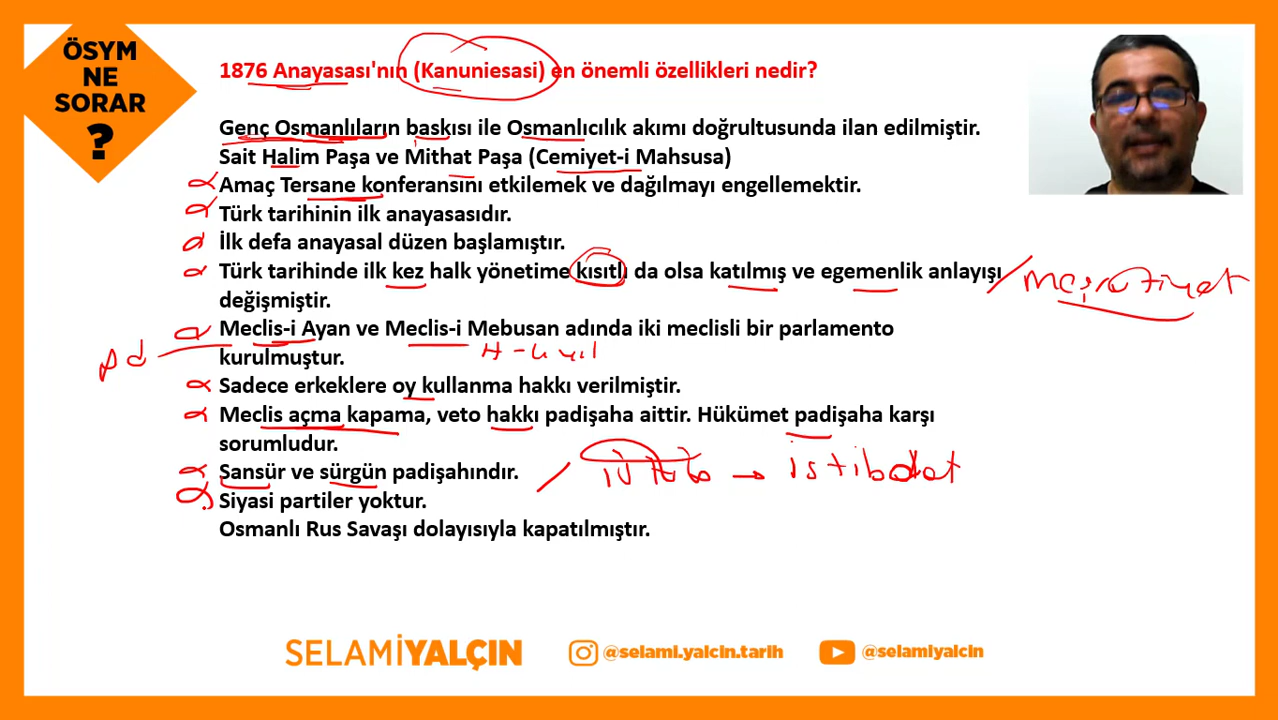 ÖSYM
NE
SORAR
?
1876 Anayasası'nın (Kanuniesasi) en önemli özellikleri nedir?
Genç Osmanlıların baskısı ile Osmanlıcılık akımı doğrultusunda ilan edilmiştir.
Sait Halim Paşa ve Mithat Paşa (Cemiyet-i Mahsusa)
Amaç Tersane konferansını etkilemek ve dağılmayı engellemektir.
Türk tarihinin ilk anayasasıdır.
İlk defa anayasal düzen başlamıştır.
Türk tarihinde ilk kez halk yönetime kısıtlı da olsa katılmış ve egemenlik anlayışı
meşrutiyet
değişmiştir.
Meclis-i Ayan ve Meclis-i Mebusan adında iki meclisli bir parlamento
kurulmuştur.
Sadece erkeklere oy kullanma hakkı verilmiştir.
Meclis açma kapama, veto hakkı padişaha aittir. Hükümet padişaha karşı
sorumludur.
Sansür ve sürgün padişahındır.
istibdat
Siyasi partiler yoktur.
Osmanlı Rus Savaşı dolayısıyla kapatılmıştır.
SELAMİYALÇIN
@selami.yalcin.tarih
@selamiyalcin